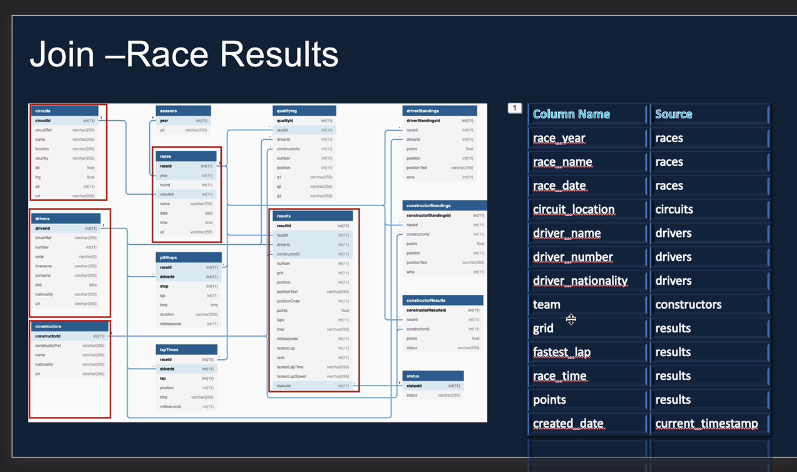 Join –Race Results
circuits
circuitId int(11)
circuitRef varchar(255)
name varchar(255)
location varchar(255)
country varchar(255)
lat float
lng float
alt int(11)
url varchar(255)
drivers
driverId int(11)
driverRef varchar(255)
number int(11)
code varchar(3)
forename varchar(255)
surname varchar(255)
dob date
nationality varchar(255)
url varchar(255)
constructors
constructorId int(11)
constructorRef varchar(255)
name varchar(255)
nationality varchar(255)
url varchar(255)
seasons
year int(11)
url varchar(255)
races
raceId int(11)
year int(11)
round int(11)
circuitId int(11)
name varchar(255)
date date
time time
url varchar(255)
pitStops
raceId int(11)
driverId int(11)
stop int(11)
lap int(11)
time time
duration varchar(255)
milliseconds int(11)
lapTimes
raceId int(11)
driverId int(11)
lap int(11)
position int(11)
time varchar(255)
milliseconds int(11)
qualifying
qualifyId int(11)
raceId int(11)
driverId int(11)
constructorId int(11)
number int(11)
position int(11)
q1 varchar(255)
q2 varchar(255)
q3 varchar(255)
results
resultId int(11)
raceId int(11)
driverId int(11)
constructorId int(11)
number int(11)
grid int(11)
position int(11)
positionText varchar(255)
positionOrder int(11)
points float
laps int(11)
time varchar(255)
milliseconds int(11)
fastestLap int(11)
rank int(11)
fastestLapTime varchar(255)
fastestLapSpeed varchar(255)
statusId int(11)
driverStandings
driverStandingsId int(11)
raceId int(11)
driverId int(11)
points float
position int(11)
positionText varchar(255)
wins int(11)
constructorStandings
constructorStandingsId int(11)
raceId int(11)
constructorId int(11)
points float
position int(11)
positionText varchar(255)
wins int(11)
constructorResults
constructorResultsId int(11)
raceId int(11)
constructorId int(11)
points float
status varchar(255)
status
statusId int(11)
status varchar(255)
1
Column Name Source
race_year races
race_name races
race_date races
circuit_location circuits
driver_name drivers
driver_number drivers
driver_nationality drivers
team constructors
grid results
fastest_lap results
race_time results
points results
created_date current_timestamp